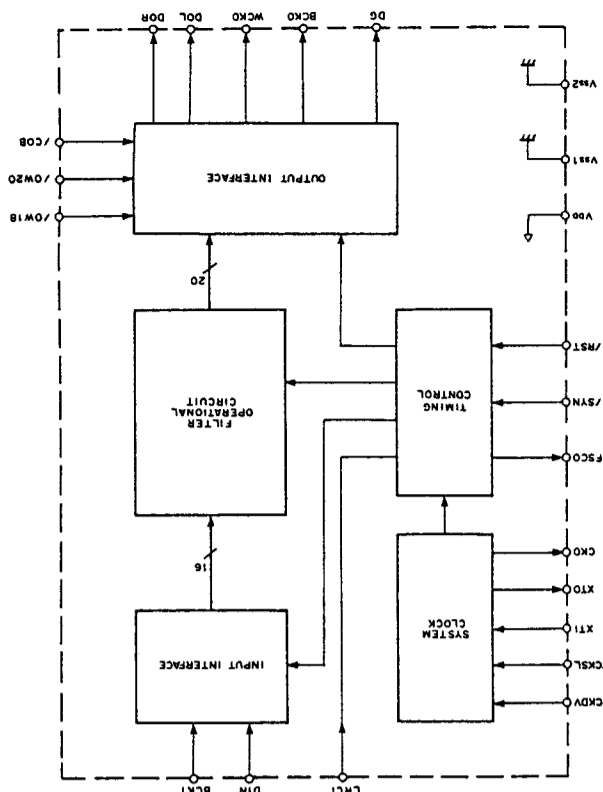 LRCI
DIN
BCKI
CKDV
CKSL
XTI
XTO
CKO
SYSTEM
CLOCK
INPUT INTERFACE
16
FSCO
/SYN
/RST
TIMING
CONTROL
FILTER
OPERATIONAL
CIRCUIT
20
VDD
Vss1
Vss2
OUTPUT INTERFACE
/OW18
/OW20
/COB
DG
BCKO
WCKO
DOL
DOR